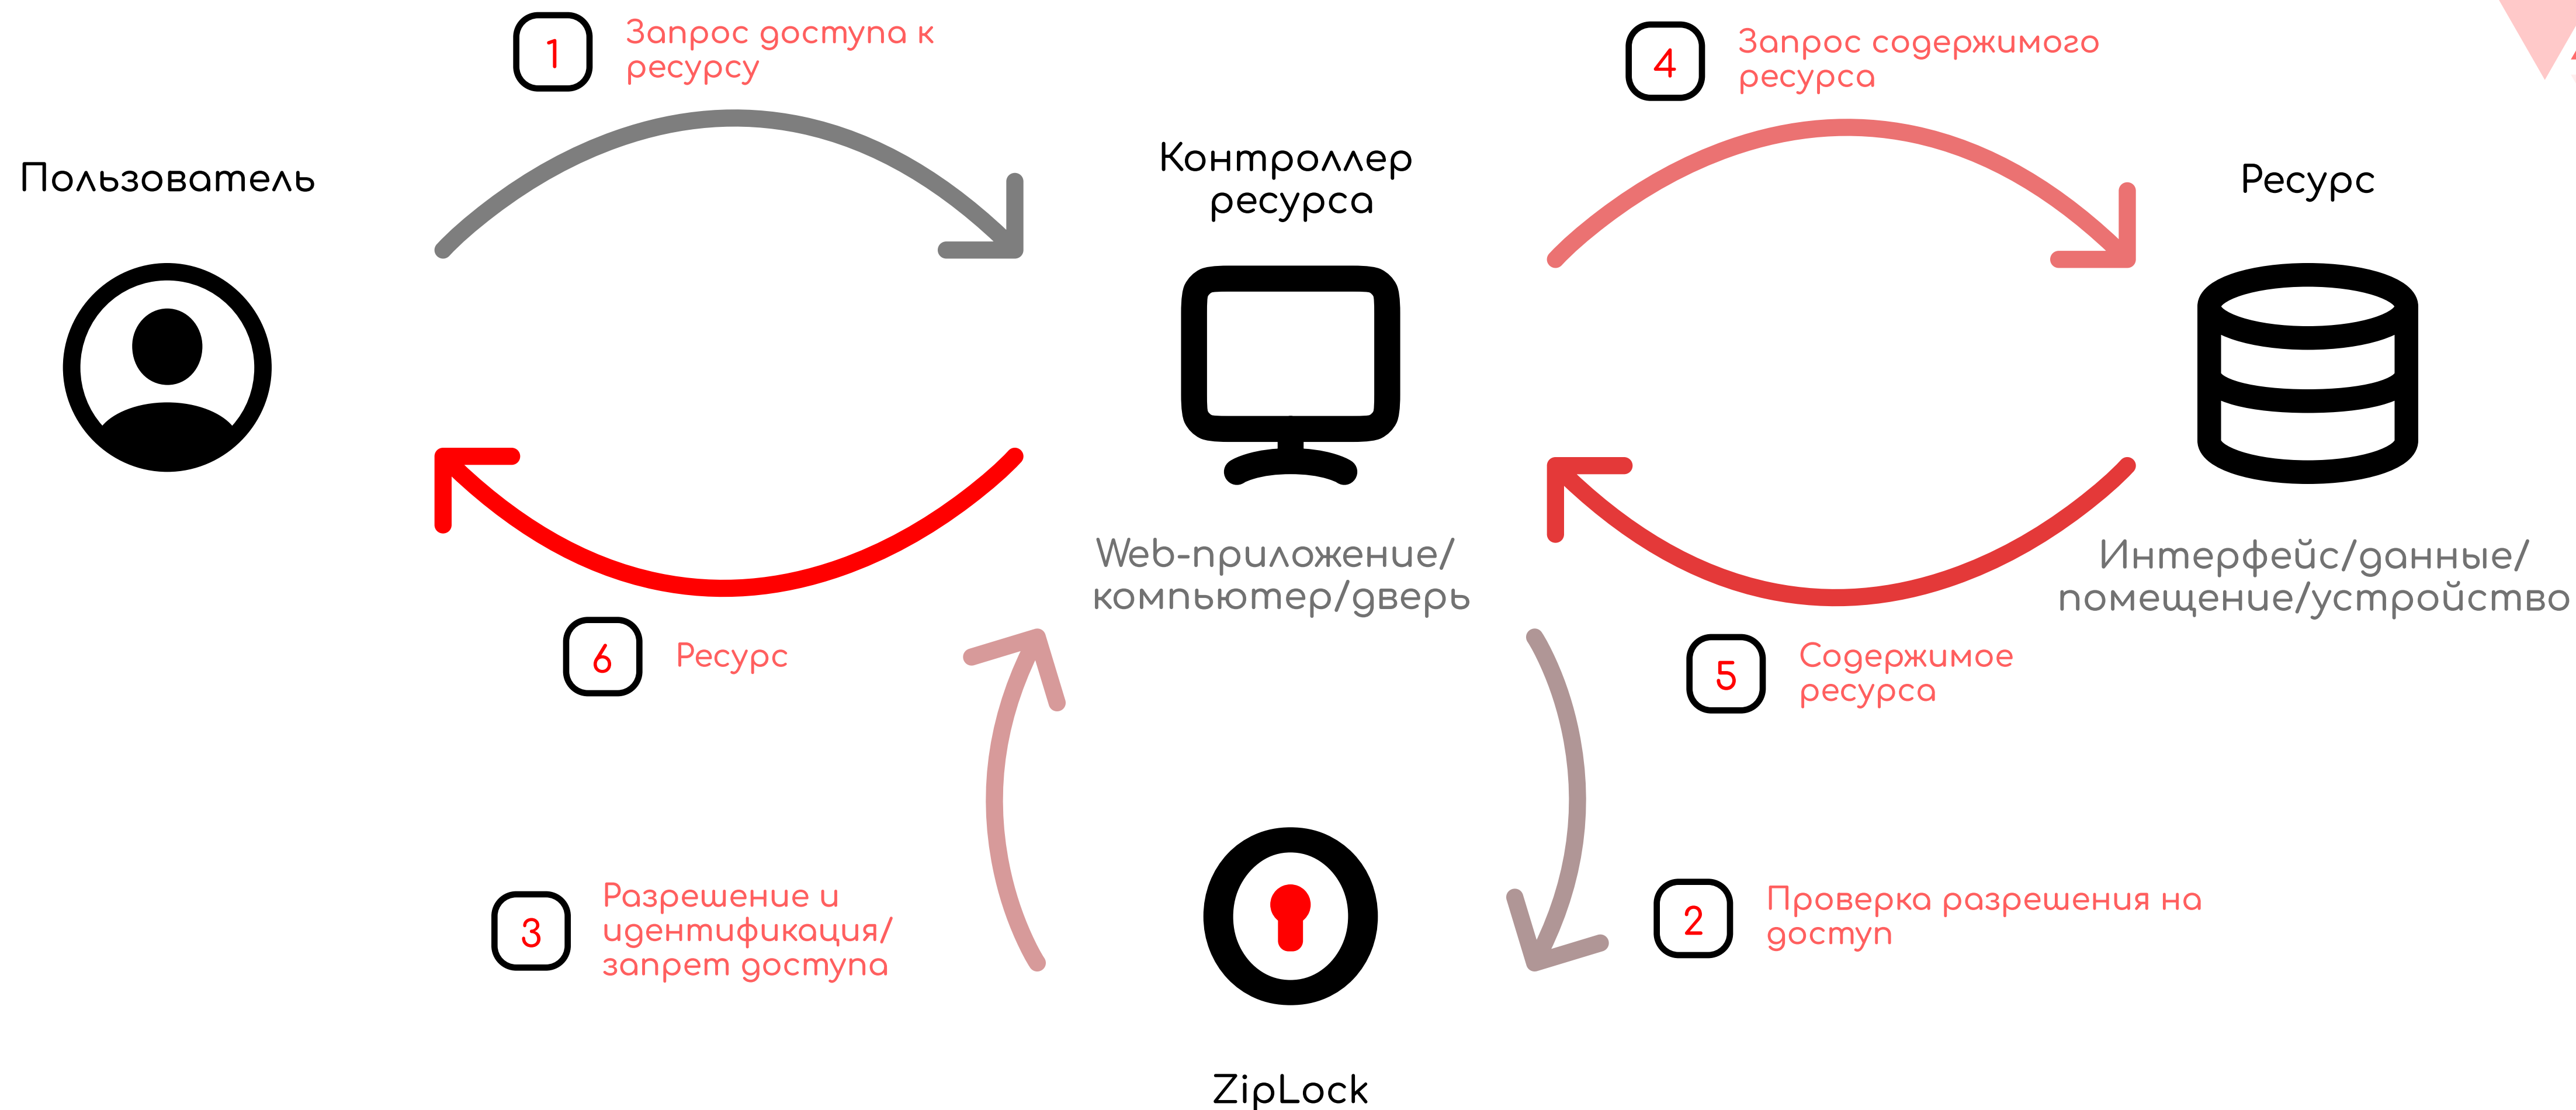 1
Запрос доступа к
ресурсу
4
Запрос содержимого
ресурса
Пользователь
Контроллер
ресурса
Ресурс
Web-приложение/
компьютер/дверь
Интерфейс/данные/
помещение/устройство
6
Ресурс
5
Содержимое
ресурса
3
Разрешение и
идентификация/
запрет доступа
2
Проверка разрешения на
доступ
ZipLock